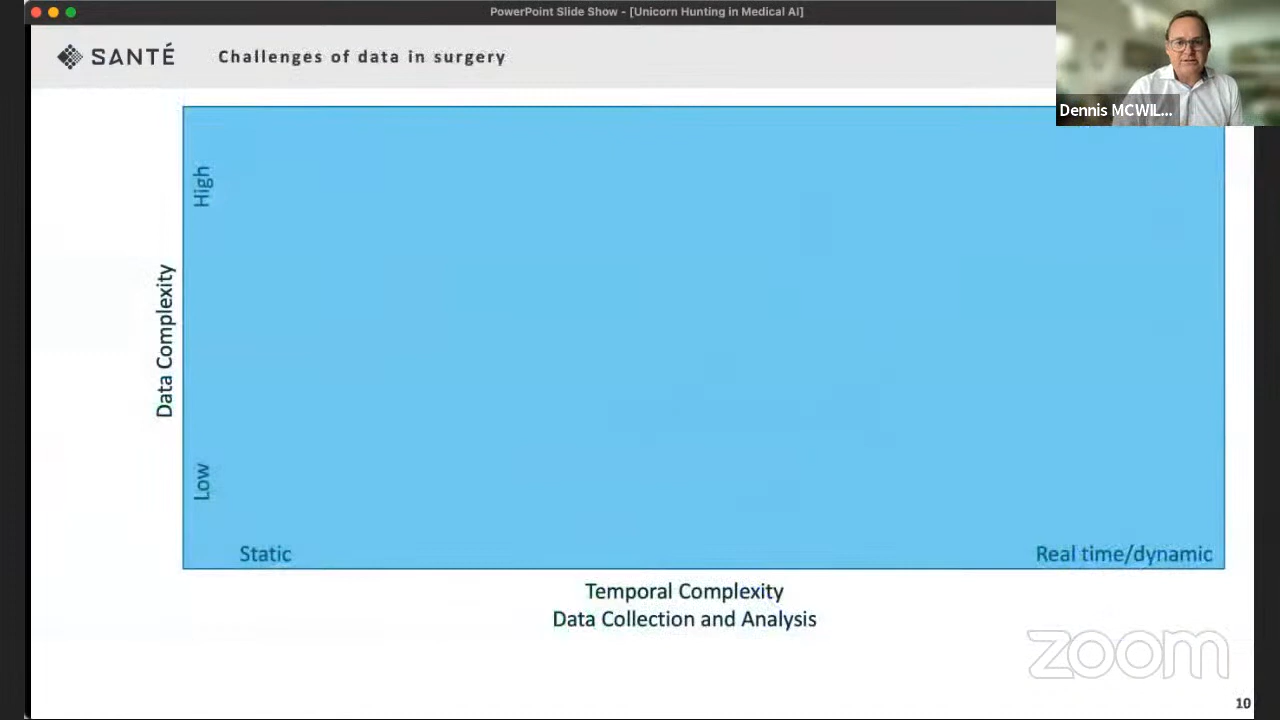 PowerPoint Slide Show - [Unicorn Hunting in Medical AI]
SANTÉ
Challenges of data in surgery
Dennis MCWIL...
High
Data Complexity
Low
Static
Real time/dynamic
Temporal Complexity
Data Collection and Analysis
zoom
10